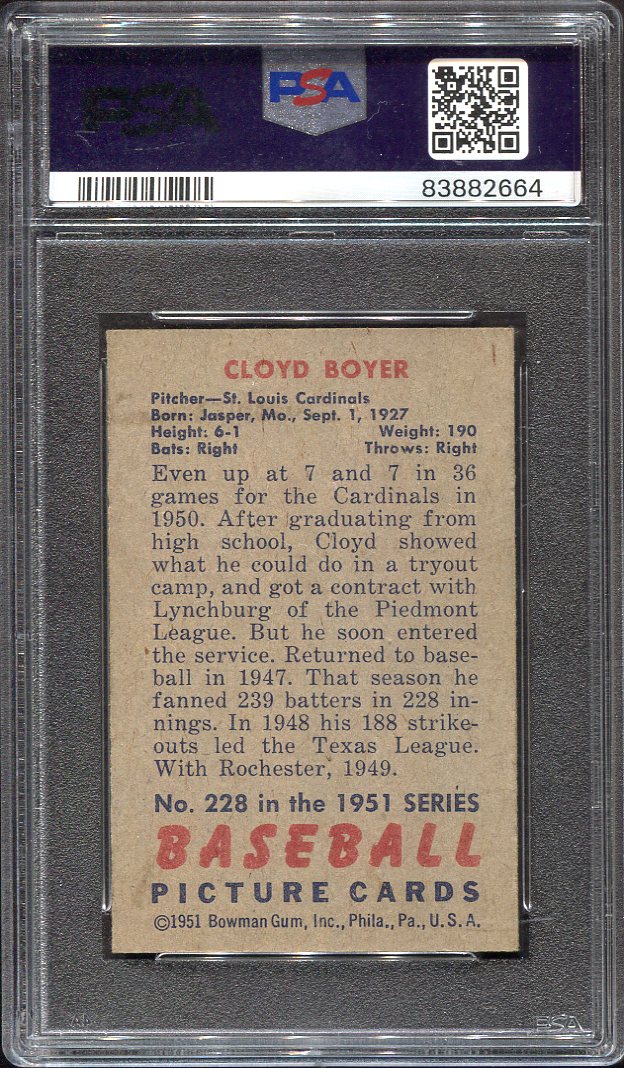 PSA
PSA
83882664
CLOYD BOYER
Pitcher—St. Louis Cardinals
Born: Jasper, Mo., Sept. 1, 1927
Height: 6-1 Weight: 190
Bats: Right Throws: Right
Even up at 7 and 7 in 36
games for the Cardinals in
1950. After graduating from
high school, Cloyd showed
what he could do in a tryout
camp, and got a contract with
Lynchburg of the Piedmont
League. But he soon entered
the service. Returned to base-
ball in 1947. That season he
fanned 239 batters in 228 in-
nings. In 1948 his 188 strike-
outs led the Texas League.
With Rochester, 1949.
No. 228 in the 1951 SERIES
BASEBALL
PICTURE CARDS
©1951 Bowman Gum, Inc., Phila., Pa., U.S.A.
PSA